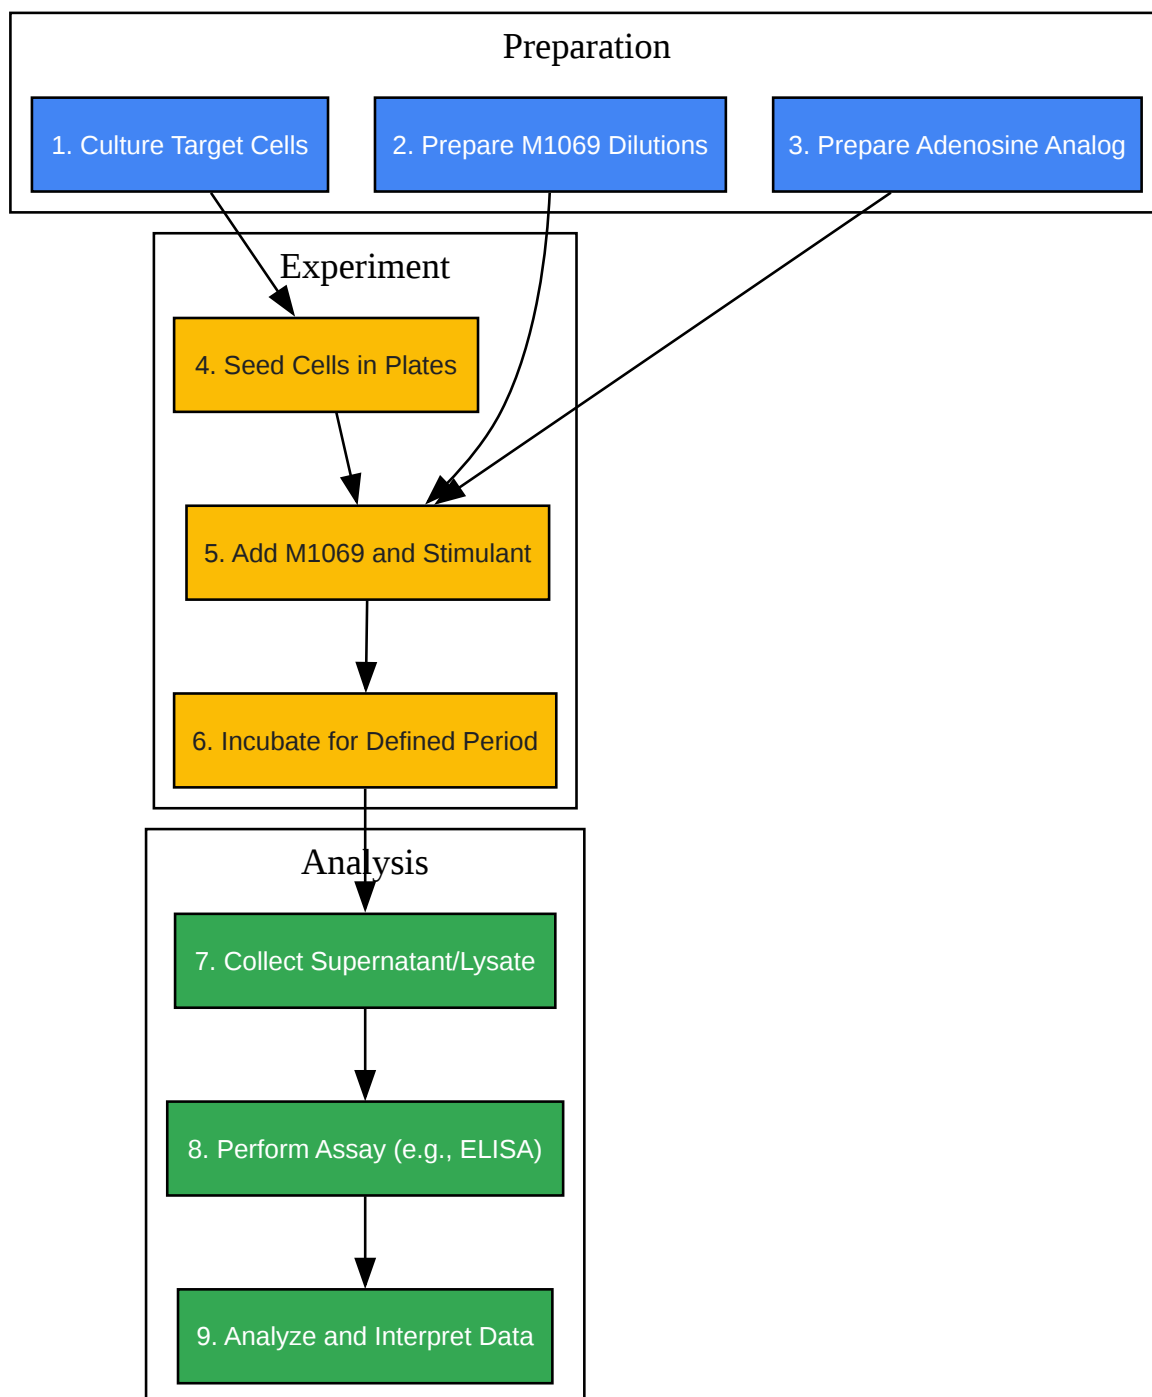 Preparation
1. Culture Target Cells
2. Prepare M1069 Dilutions
3. Prepare Adenosine Analog
Experiment
4. Seed Cells in Plates
5. Add M1069 and Stimulant
6. Incubate for Defined Period
Analysis
7. Collect Supernatant/Lysate
8. Perform Assay (e.g., ELISA)
9. Analyze and Interpret Data